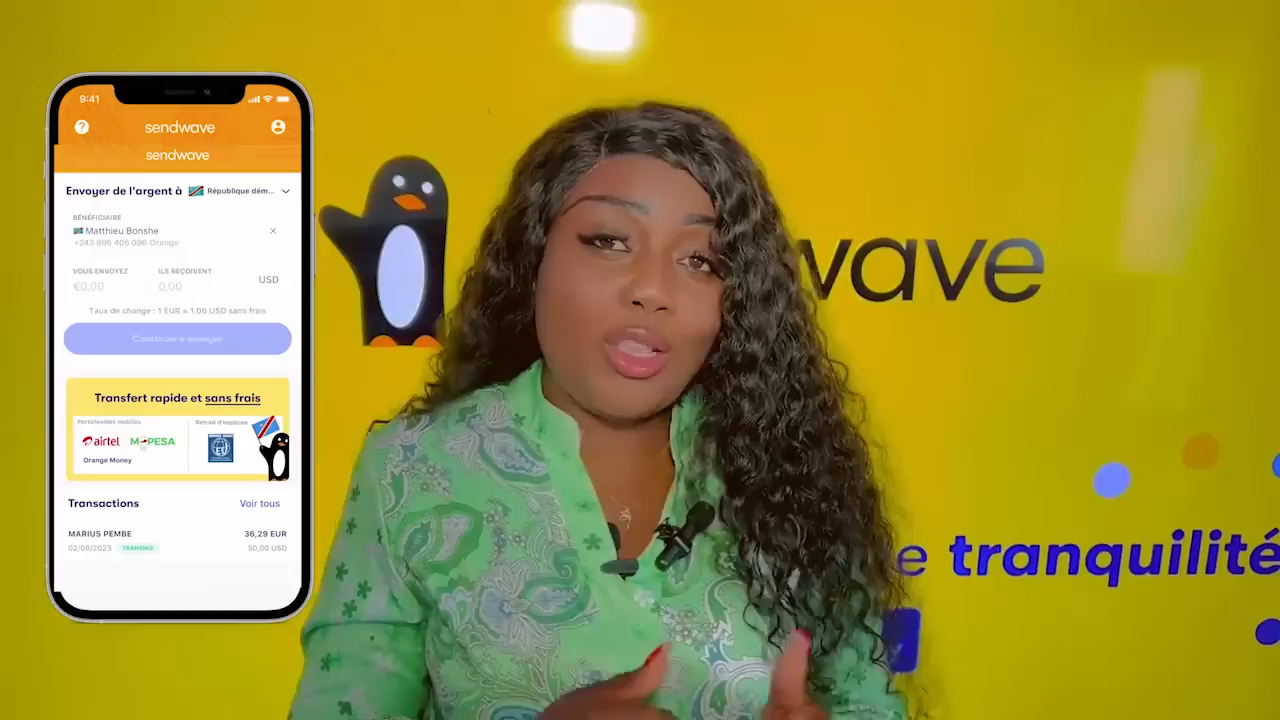 9:41
sendwave
sendwave
Envoyer de l'argent à République dém...
BÉNÉFICIAIRE
Matthieu Bonshe
+243 895 406 096 Orange
VOUS ENVOYEZ ILS REÇOIVENT
€0,00 0,00 USD
Taux de change : 1 EUR = 1.06 USD sans frais
Continuer à envoyer
Transfert rapide et sans frais
Portefeuilles mobiles Retrait d'espèces
airtel M-PESA
Orange Money
Transactions Voir tous
MARIUS PEMBE 36,29 EUR
02/08/2023 TRANSMIS 50,00 USD
wave
e tranquilité